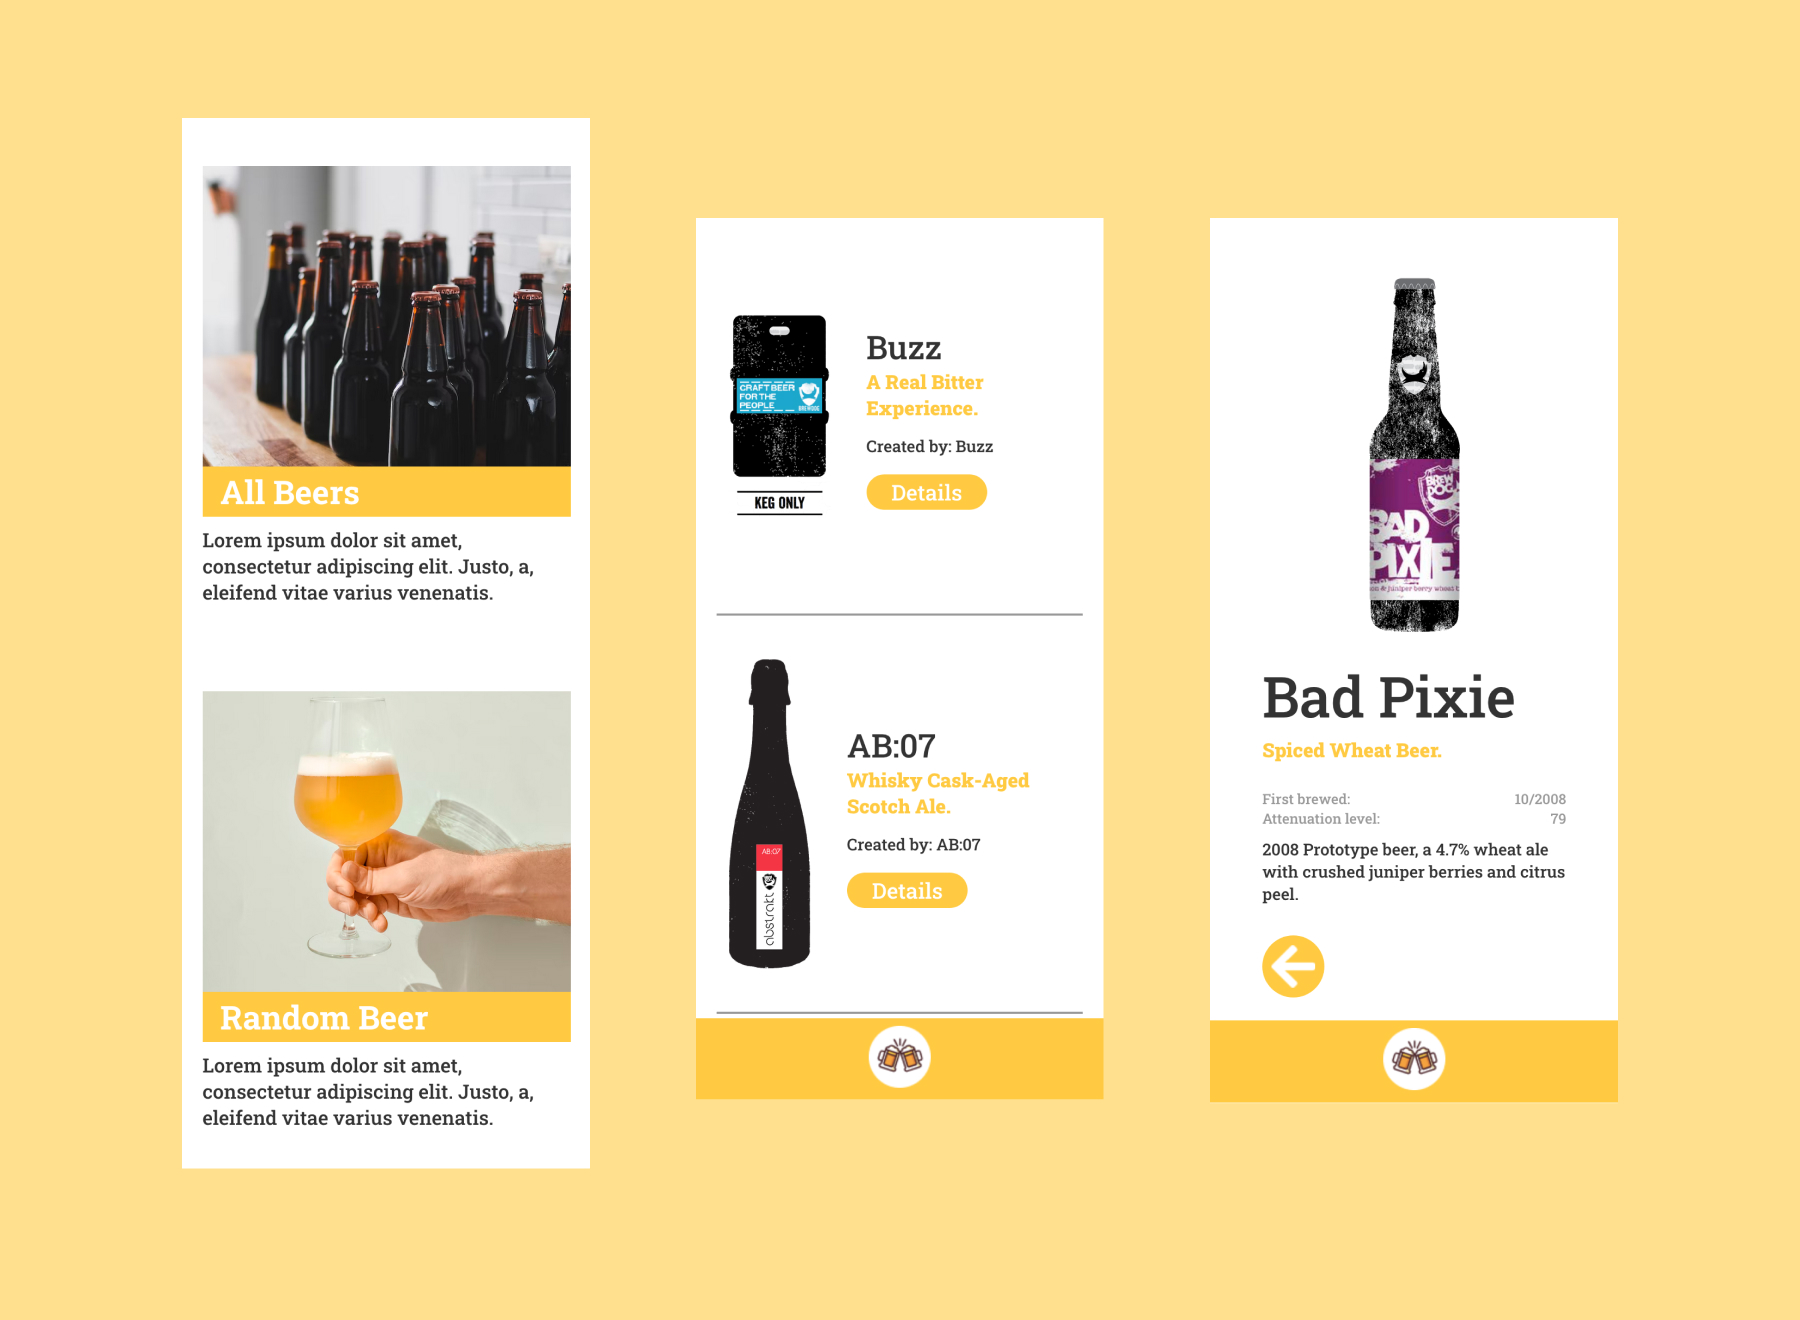 All Beers
Lorem ipsum dolor sit amet,
consectetur adipiscing elit. Justo, a,
eleifend vitae varius venenatis.
Random Beer
Lorem ipsum dolor sit amet,
consectetur adipiscing elit. Justo, a,
eleifend vitae varius venenatis.
CRAFT BEER
FOR THE
PEOPLE
BREWDOG
KEG ONLY
Buzz
A Real Bitter
Experience.
Created by: Buzz
Details
AB:07
abstrakt
AB:07
Whisky Cask-Aged
Scotch Ale.
Created by: AB:07
Details
BREW
DOG
BAD
PIXIE
& juniper berry wheat
Bad Pixie
Spiced Wheat Beer.
First brewed: 10/2008
Attenuation level: 79
2008 Prototype beer, a 4.7% wheat ale
with crushed juniper berries and citrus
peel.